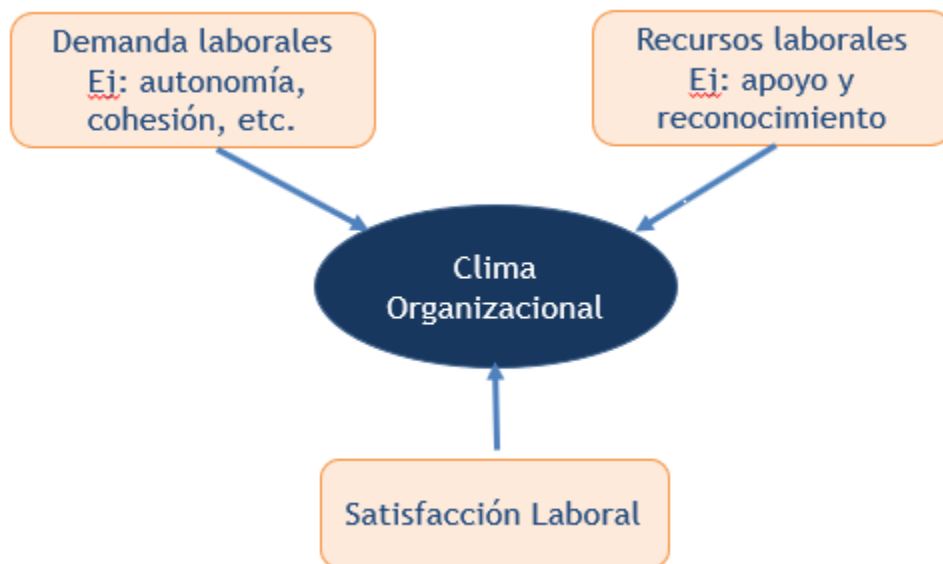 Demanda laborales
Ej: autonomía,
cohesión, etc.
Recursos laborales
Ej: apoyo y
reconocimiento
Clima
Organizacional
Satisfacción Laboral